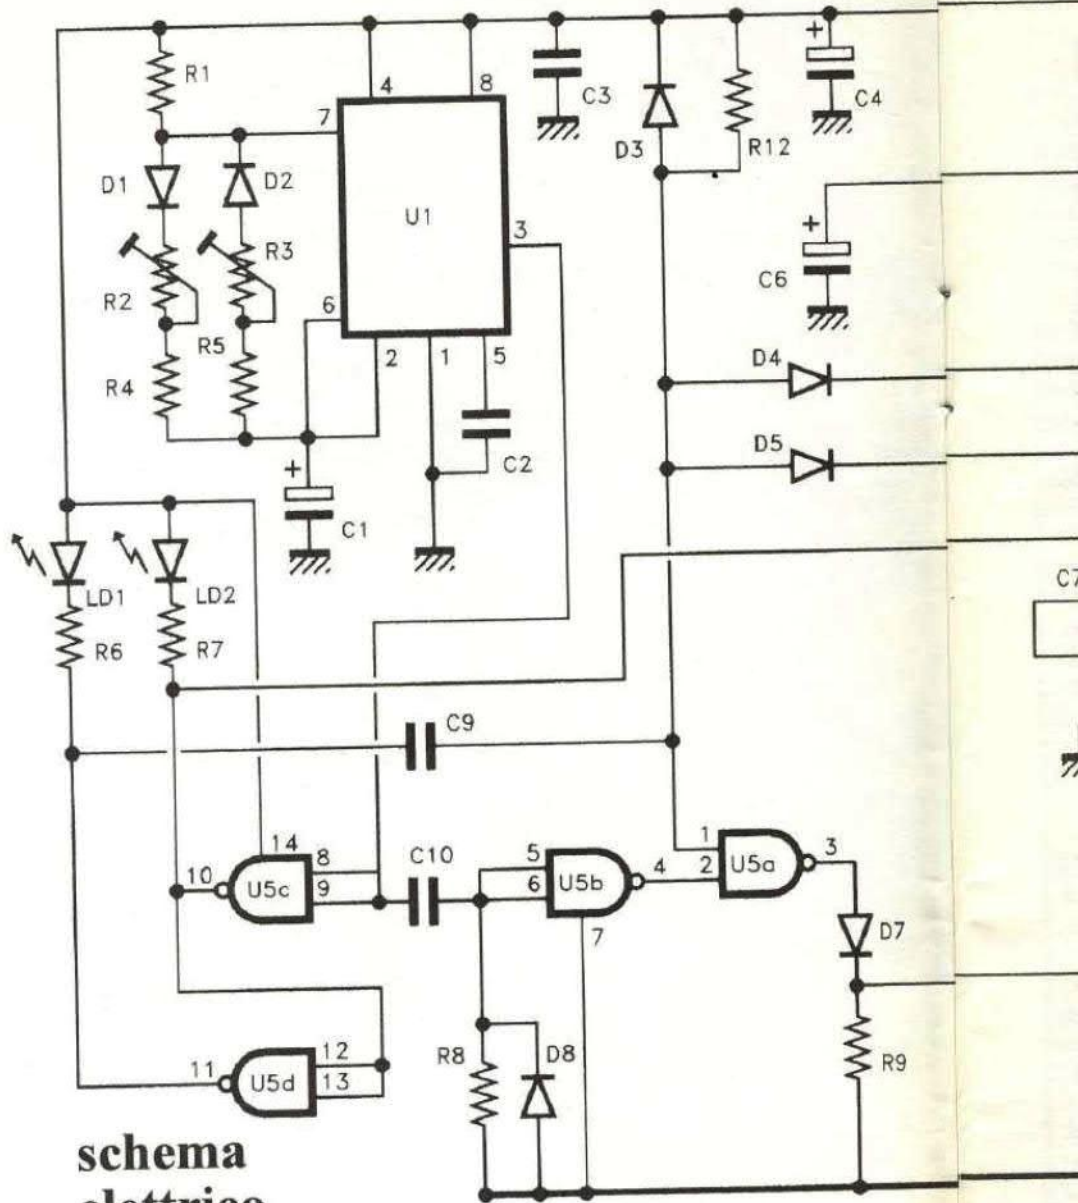 R1
4
8
C3
+
C4
7
D3
R12
D1
D2
U1
3
R3
+
C6
R2
6
R5
2
1
5
D4
R4
D5
C2
+
C1
LD1
LD2
R6
R7
C7
C9
14
8
C10
5
4
1
2
U5a
3
10
U5c
9
6
U5b
7
D7
11
12
U5d
13
R8
D8
R9
schema
elettrico